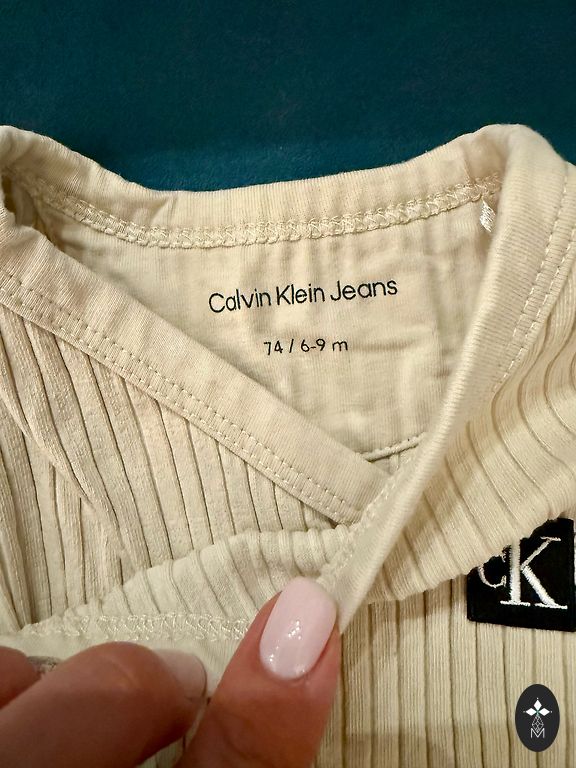 Calvin Klein Jeans
74 / 6-9 m
CK
M